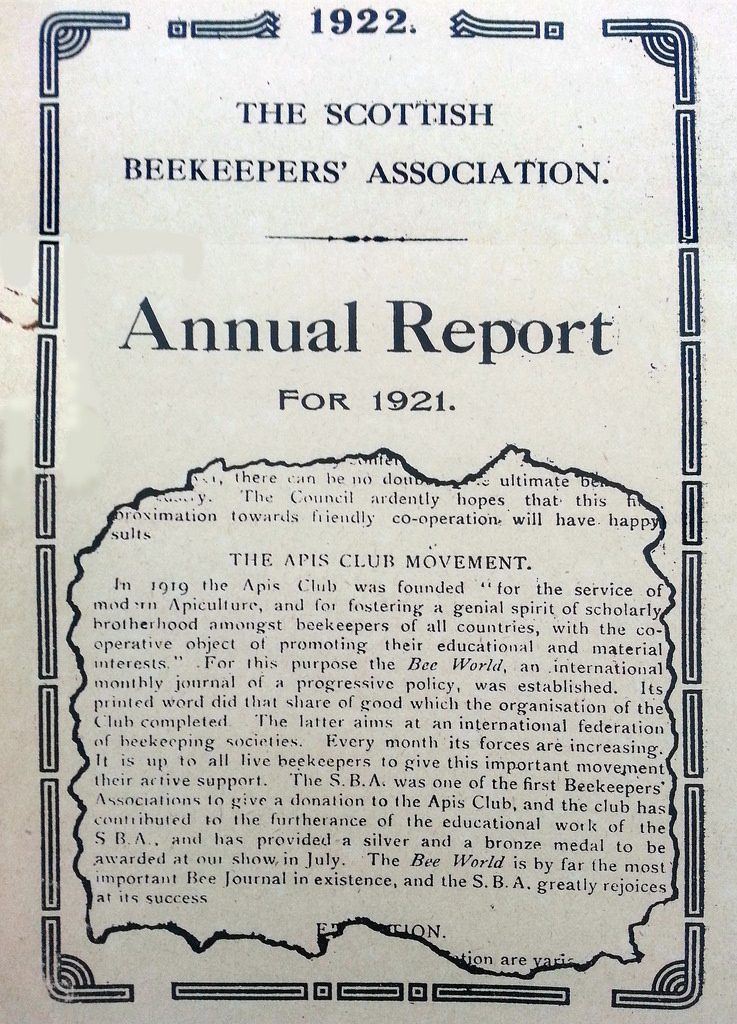 1922.
THE SCOTTISH
BEEKEEPERS' ASSOCIATION.
Annual Report
FOR 1921.
there can be no ultimate
The Council ardently hopes that this
proximation towards friendly co-operation will have happy
sults
THE APIS CLUB MOVEMENT.
In 1919 the Apis Club was founded "for the service of
modern Apiculture, and for fostering a genial spirit of scholarly
brotherhood amongst beekeepers of all countries, with the co-
operative object of promoting their educational and material
interests." For this purpose the Bee World, an international
monthly journal of a progressive policy, was established. Its
printed word did that share of good which the organisation of the
Club completed The latter aims at an international federation
of beekeeping societies. Every month its forces are increasing.
It is up to all live beekeepers to give this important movement
their active support. The S.B.A. was one of the first Beekeepers'
Associations to give a donation to the Apis Club, and the club has
contributed to the furtherance of the educational work of the
S B.A., and has provided a silver and a bronze medal to be
awarded at our show in July. The Bee World is by far the most
important Bee Journal in existence, and the S.B.A. greatly rejoices
at its success
TION.
tion are